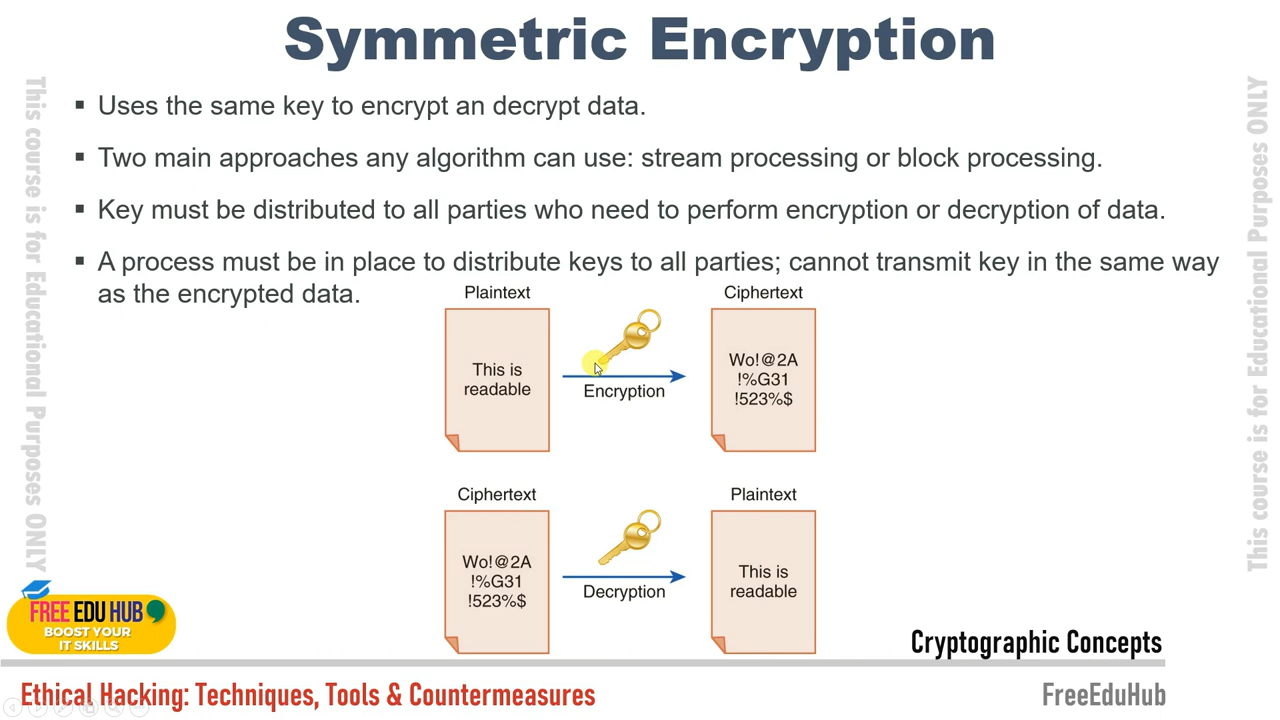 Symmetric Encryption
This course is for Educational Purposes ONLY
Uses the same key to encrypt an decrypt data.
Two main approaches any algorithm can use: stream processing or block processing.
Key must be distributed to all parties who need to perform encryption or decryption of data.
A process must be in place to distribute keys to all parties; cannot transmit key in the same way
as the encrypted data.
Plaintext
This is
readable
Encryption
Ciphertext
Wo!@2A
!%G31
!523%$
Ciphertext
Wo!@2A
!%G31
!523%$
Decryption
Plaintext
This is
readable
This course is for Educational Purposes ONLY
FREE EDU HUB
BOOST YOUR
IT SKILLS
Cryptographic Concepts
Ethical Hacking: Techniques, Tools & Countermeasures
FreeEduHub